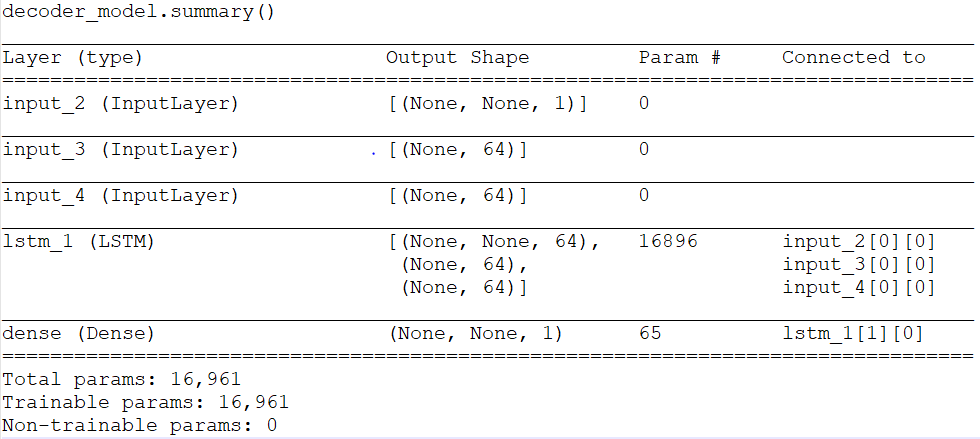 decoder_model.summary()
Layer (type) Output Shape Param # Connected to
input_2 (InputLayer) [(None, None, 1)] 0
input_3 (InputLayer) [(None, 64)] 0
input_4 (InputLayer) [(None, 64)] 0
lstm_1 (LSTM) [(None, None, 64), 16896 input_2[0][0]
(None, 64), input_3[0][0]
(None, 64)] input_4[0][0]
dense (Dense) (None, None, 1) 65 lstm_1[1][0]
Total params: 16,961
Trainable params: 16,961
Non-trainable params: 0